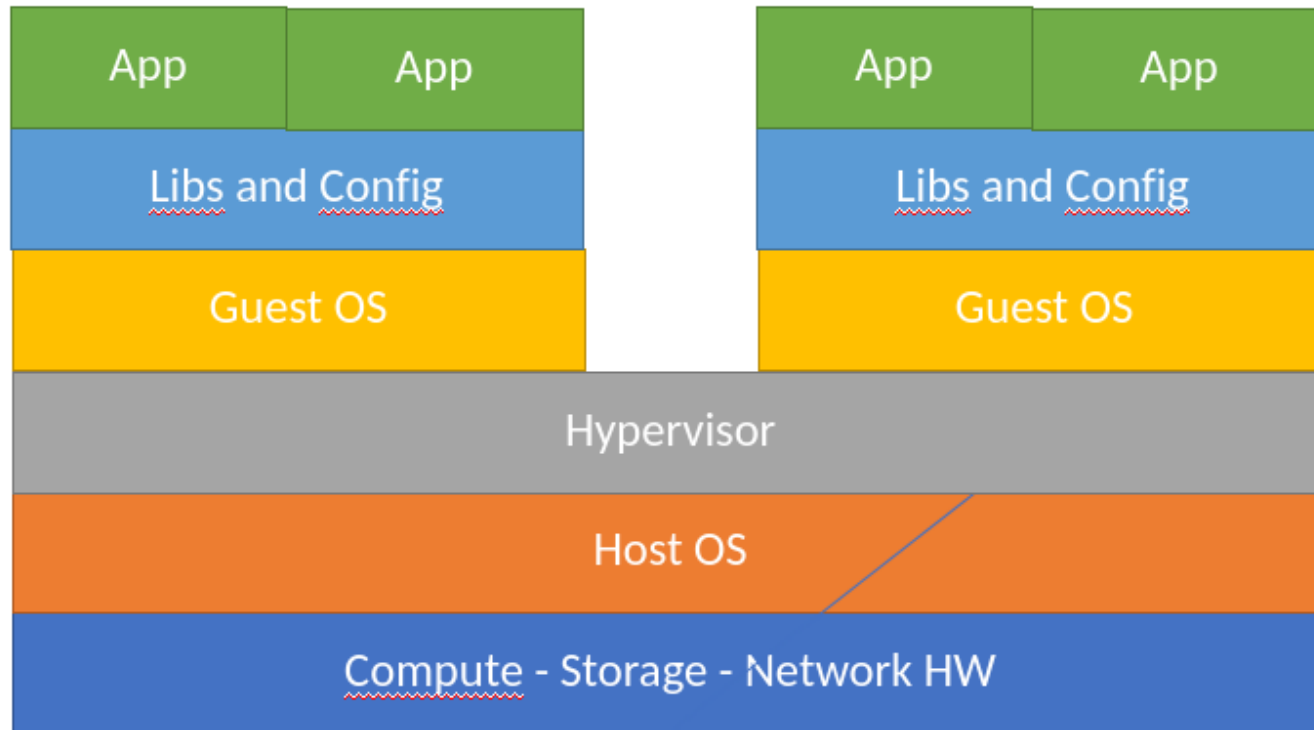 App App App App
Libs and Config Libs and Config
Guest OS Guest OS
Hypervisor
Host OS
Compute - Storage - Network HW